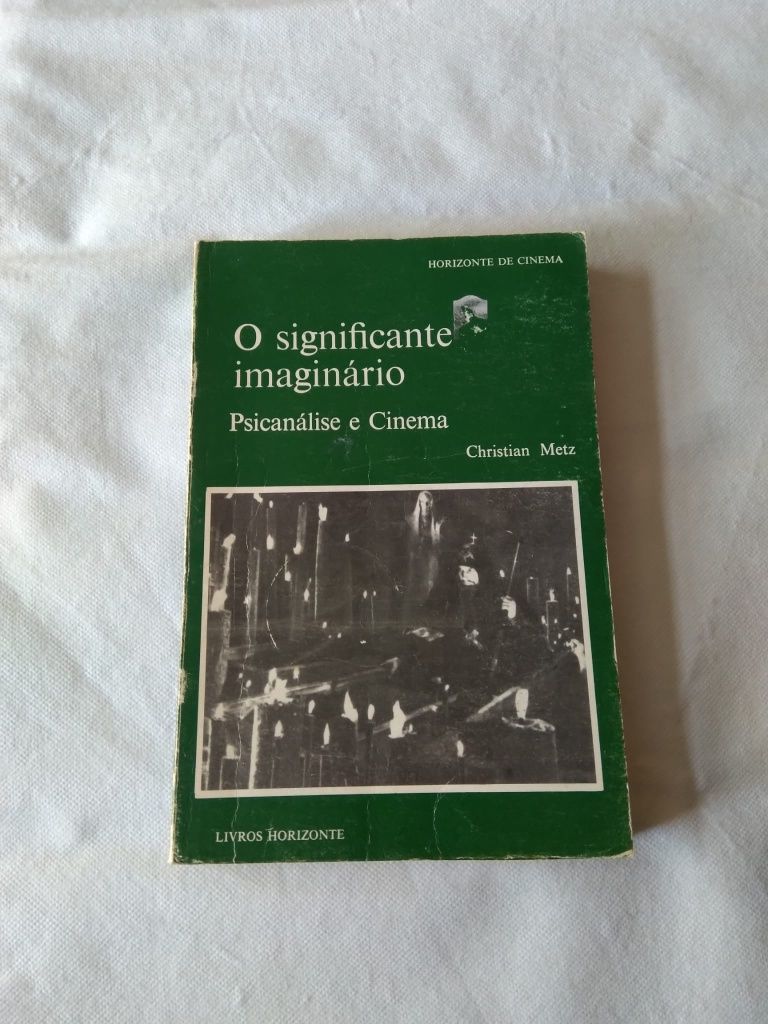 HORIZONTE DE CINEMA
O significante
imaginário
Psicanálise e Cinema
Christian Metz
LIVROS HORIZONTE